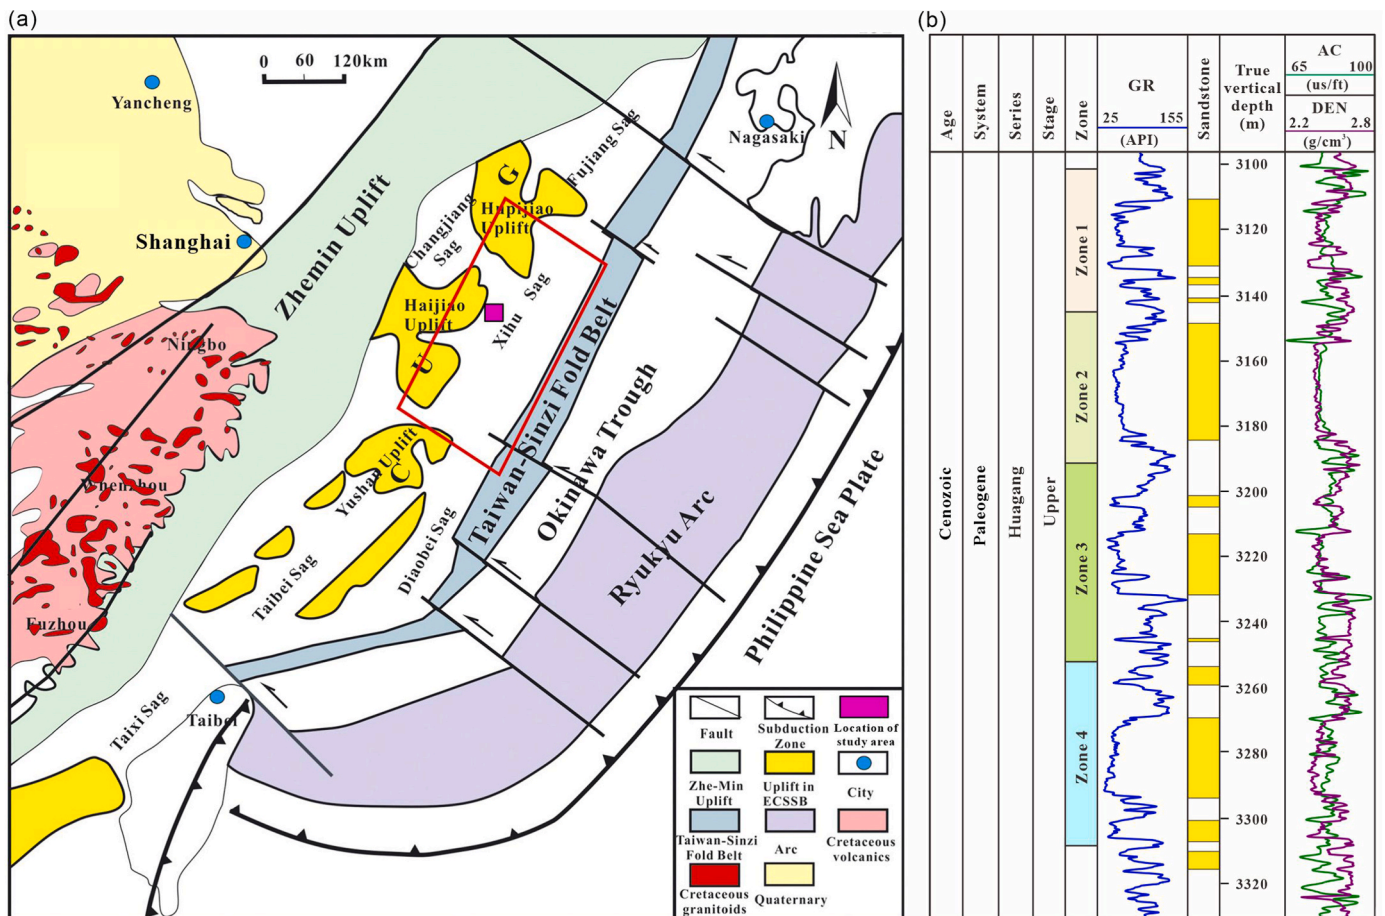 (a)
0 60 120km
Yancheng
Nagasaki
N
Fujiang Sag
G
Hupijiao
Uplift
Changjiang
Sag
Zhemin Uplift
Shanghai
Haijiao
Uplift
Xihu Sag
U
Ningbo
Taiwan-Sinzi Fold Belt
Okinawa Trough
Yushan Uplift
C
Whenzhou
Ryukyu Arc
Philippine Sea Plate
Diaobei Sag
Taibei Sag
Fuzhou
Taixi Sag
Taibei
Fault
Subduction
Zone
Location of
study area
Zhe-Min
Uplift
Uplift in
ECSSB
City
Taiwan-Sinzi
Fold Belt
Arc
Cretaceous
volcanics
Cretaceous
granitoids
Quaternary
(b)
Age
System
Series
Stage
Zone
GR
25 155
(API)
Sandstone
True
vertical
depth
(m)
AC
65 100
(us/ft)
DEN
2.2 2.8
(g/cm³)
Cenozoic
Paleogene
Huagang
Upper
Zone 1
Zone 2
Zone 3
Zone 4
3100
3120
3140
3160
3180
3200
3220
3240
3260
3280
3300
3320